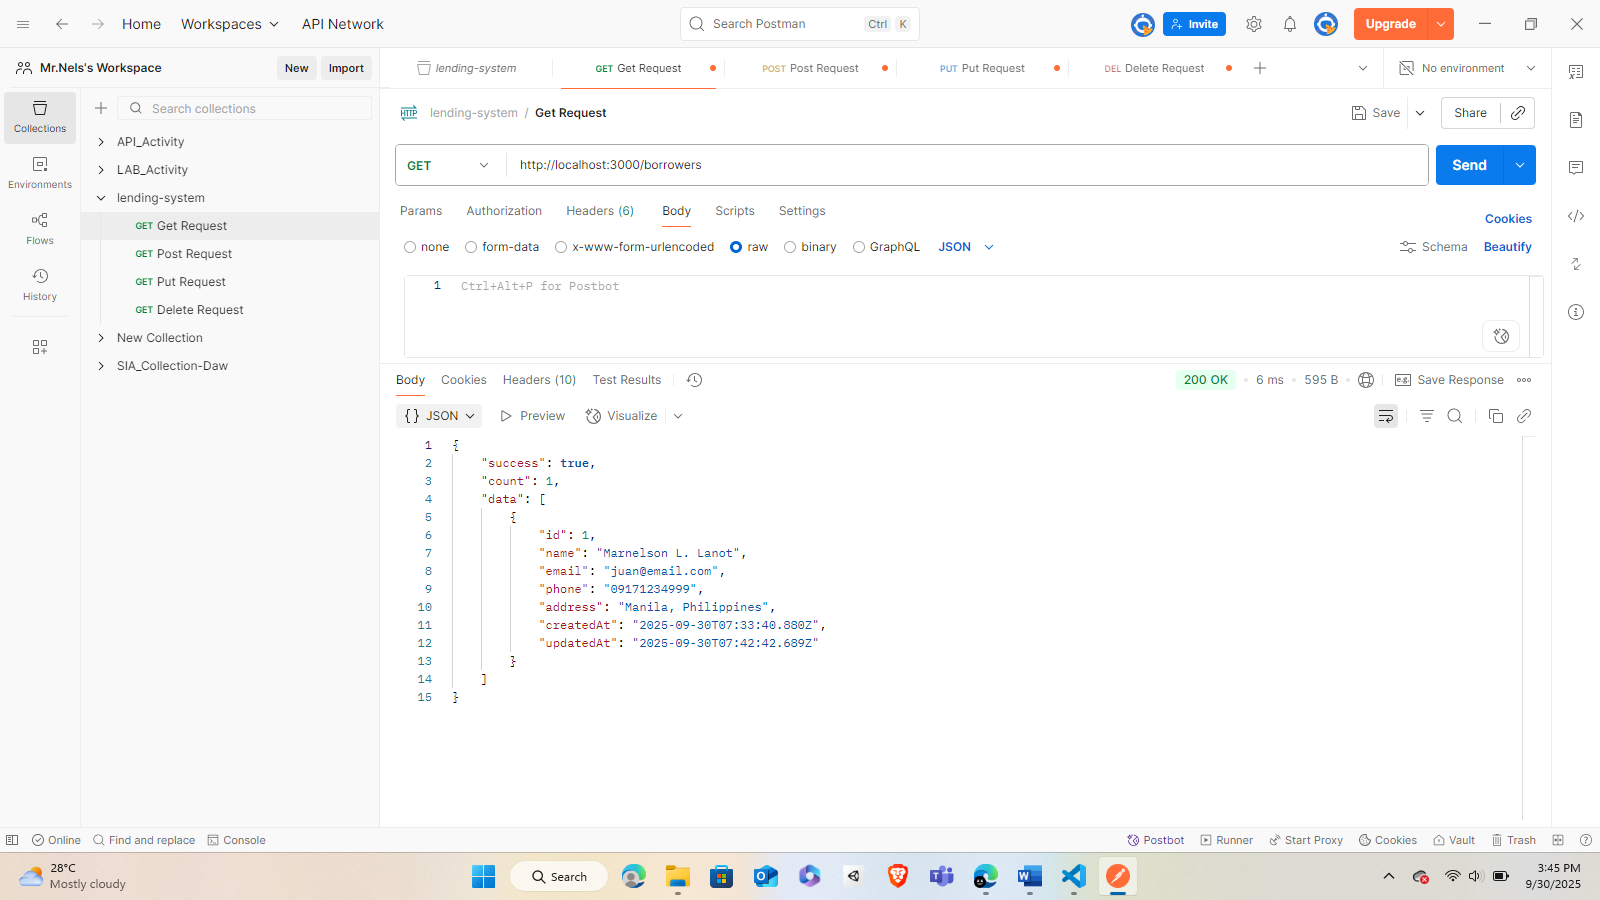 Home
Workspaces
API Network
Search Postman
Ctrl K
Invite
Upgrade
Mr.Nels's Workspace
New
Import
lending-system
GET Get Request
POST Post Request
PUT Put Request
DEL Delete Request
No environment
Collections
Environments
Flows
History
Search collections
API_Activity
LAB_Activity
lending-system
GET Get Request
GET Post Request
GET Put Request
GET Delete Request
New Collection
SIA_Collection-Daw
HTTP lending-system / Get Request
Save
Share
GET http://localhost:3000/borrowers
Send
Params Authorization Headers (6) Body Scripts Settings
Cookies
none form-data x-www-form-urlencoded raw binary GraphQL JSON
Schema Beautify
1 Ctrl+Alt+P for Postbot
Body Cookies Headers (10) Test Results
200 OK • 6 ms • 595 B
e.g. Save Response
{} JSON Preview Visualize
1 {
2 "success": true,
3 "count": 1,
4 "data": [
5 {
6 "id": 1,
7 "name": "Marnelson L. Lanot",
8 "email": "juan@email.com",
9 "phone": "09171234999",
10 "address": "Manila, Philippines",
11 "createdAt": "2025-09-30T07:33:40.880Z",
12 "updatedAt": "2025-09-30T07:42:42.689Z"
13 }
14 ]
15 }
Online Find and replace Console
Postbot Runner Start Proxy Cookies Vault Trash
28°C
Mostly cloudy
Search
3:45 PM
9/30/2025